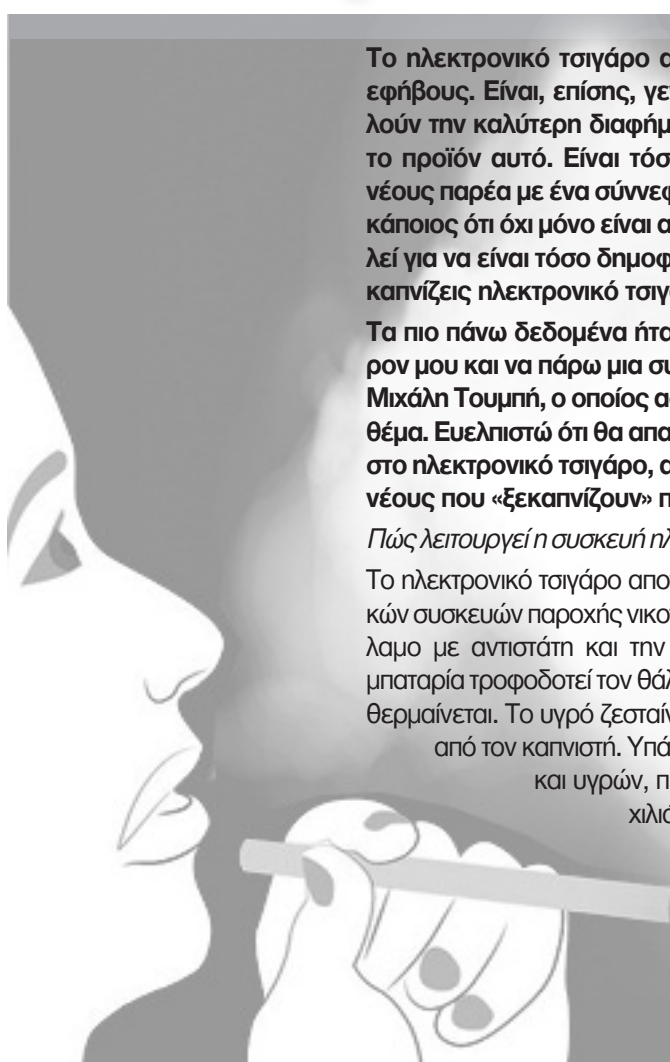 Το ηλεκτρονικό τσιγάρο α
εφήβους. Είναι, επίσης, γε
λούν την καλύτερη διαφήμ
το προϊόν αυτό. Είναι τόσ
νέους παρέα με ένα σύννεφ
κάποιος ότι όχι μόνο είναι α
λεί για να είναι τόσο δημοφ
καπνίζεις ηλεκτρονικό τσιγ
Τα πιο πάνω δεδομένα ήτα
ρον μου και να πάρω μια συ
Μιχάλη Τουμπή, ο οποίος α
θέμα. Ευελπιστώ ότι θα απα
στο ηλεκτρονικό τσιγάρο, α
νέους που «ξεκαπνίζουν» π
Πώς λειτουργεί η συσκευή ηλ
Το ηλεκτρονικό τσιγάρο απο
κών συσκευών παροχής νικο
λαμο με αντιστάτη και την
μπαταρία τροφοδοτεί τον θάλ
θερμαίνεται. Το υγρό ζεσταίν
από τον καπνιστή. Υπά
και υγρών, π
χιλιά